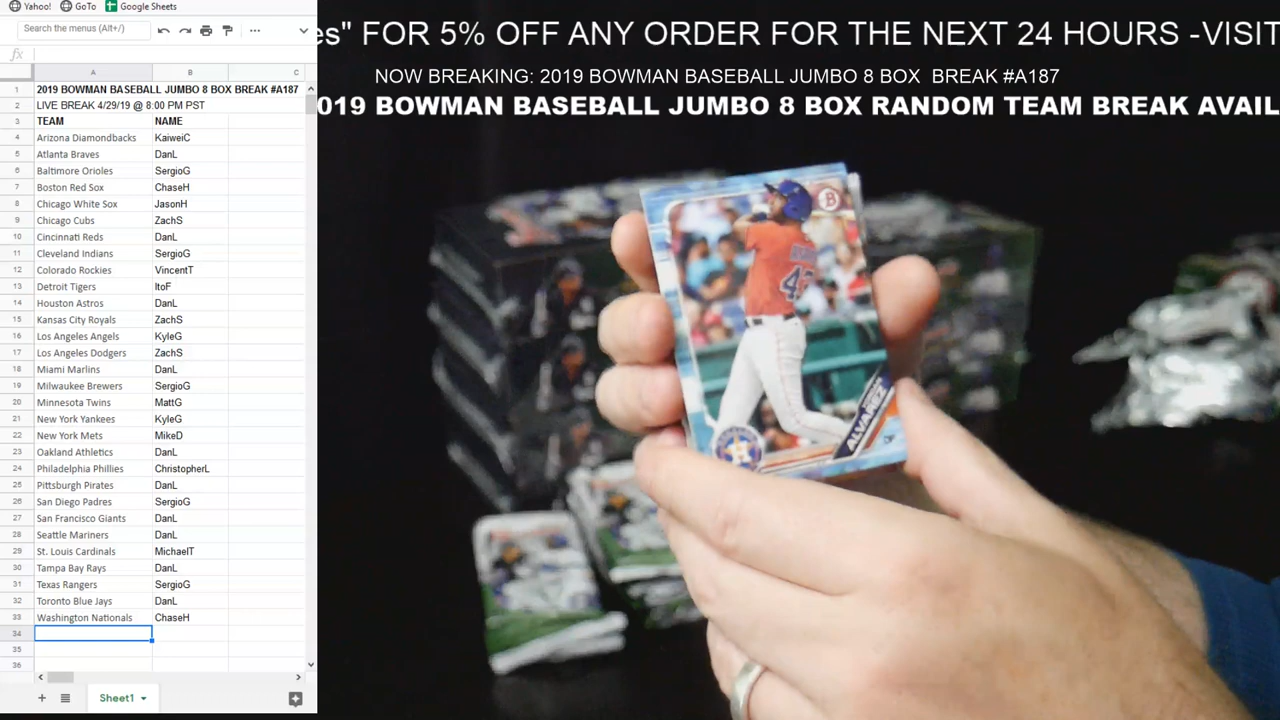 Yahoo! GoTo Google Sheets
Search the menus (Alt+/)
fx
A B C
1 2019 BOWMAN BASEBALL JUMBO 8 BOX BREAK #A187
2 LIVE BREAK 4/29/19 @ 8:00 PM PST
3 TEAM NAME
4 Arizona Diamondbacks KaiweiC
5 Atlanta Braves DanL
6 Baltimore Orioles SergioG
7 Boston Red Sox ChaseH
8 Chicago White Sox JasonH
9 Chicago Cubs ZachS
10 Cincinnati Reds DanL
11 Cleveland Indians SergioG
12 Colorado Rockies VincentT
13 Detroit Tigers ItoF
14 Houston Astros DanL
15 Kansas City Royals ZachS
16 Los Angeles Angels KyleG
17 Los Angeles Dodgers ZachS
18 Miami Marlins DanL
19 Milwaukee Brewers SergioG
20 Minnesota Twins MattG
21 New York Yankees KyleG
22 New York Mets MikeD
23 Oakland Athletics DanL
24 Philadelphia Phillies ChristopherL
25 Pittsburgh Pirates DanL
26 San Diego Padres SergioG
27 San Francisco Giants DanL
28 Seattle Mariners DanL
29 St. Louis Cardinals MichaelT
30 Tampa Bay Rays DanL
31 Texas Rangers SergioG
32 Toronto Blue Jays DanL
33 Washington Nationals ChaseH
34
35
36
Sheet1
es" FOR 5% OFF ANY ORDER FOR THE NEXT 24 HOURS -VISIT
NOW BREAKING: 2019 BOWMAN BASEBALL JUMBO 8 BOX BREAK #A187
2019 BOWMAN BASEBALL JUMBO 8 BOX RANDOM TEAM BREAK AVAIL
B
ALVAREZ